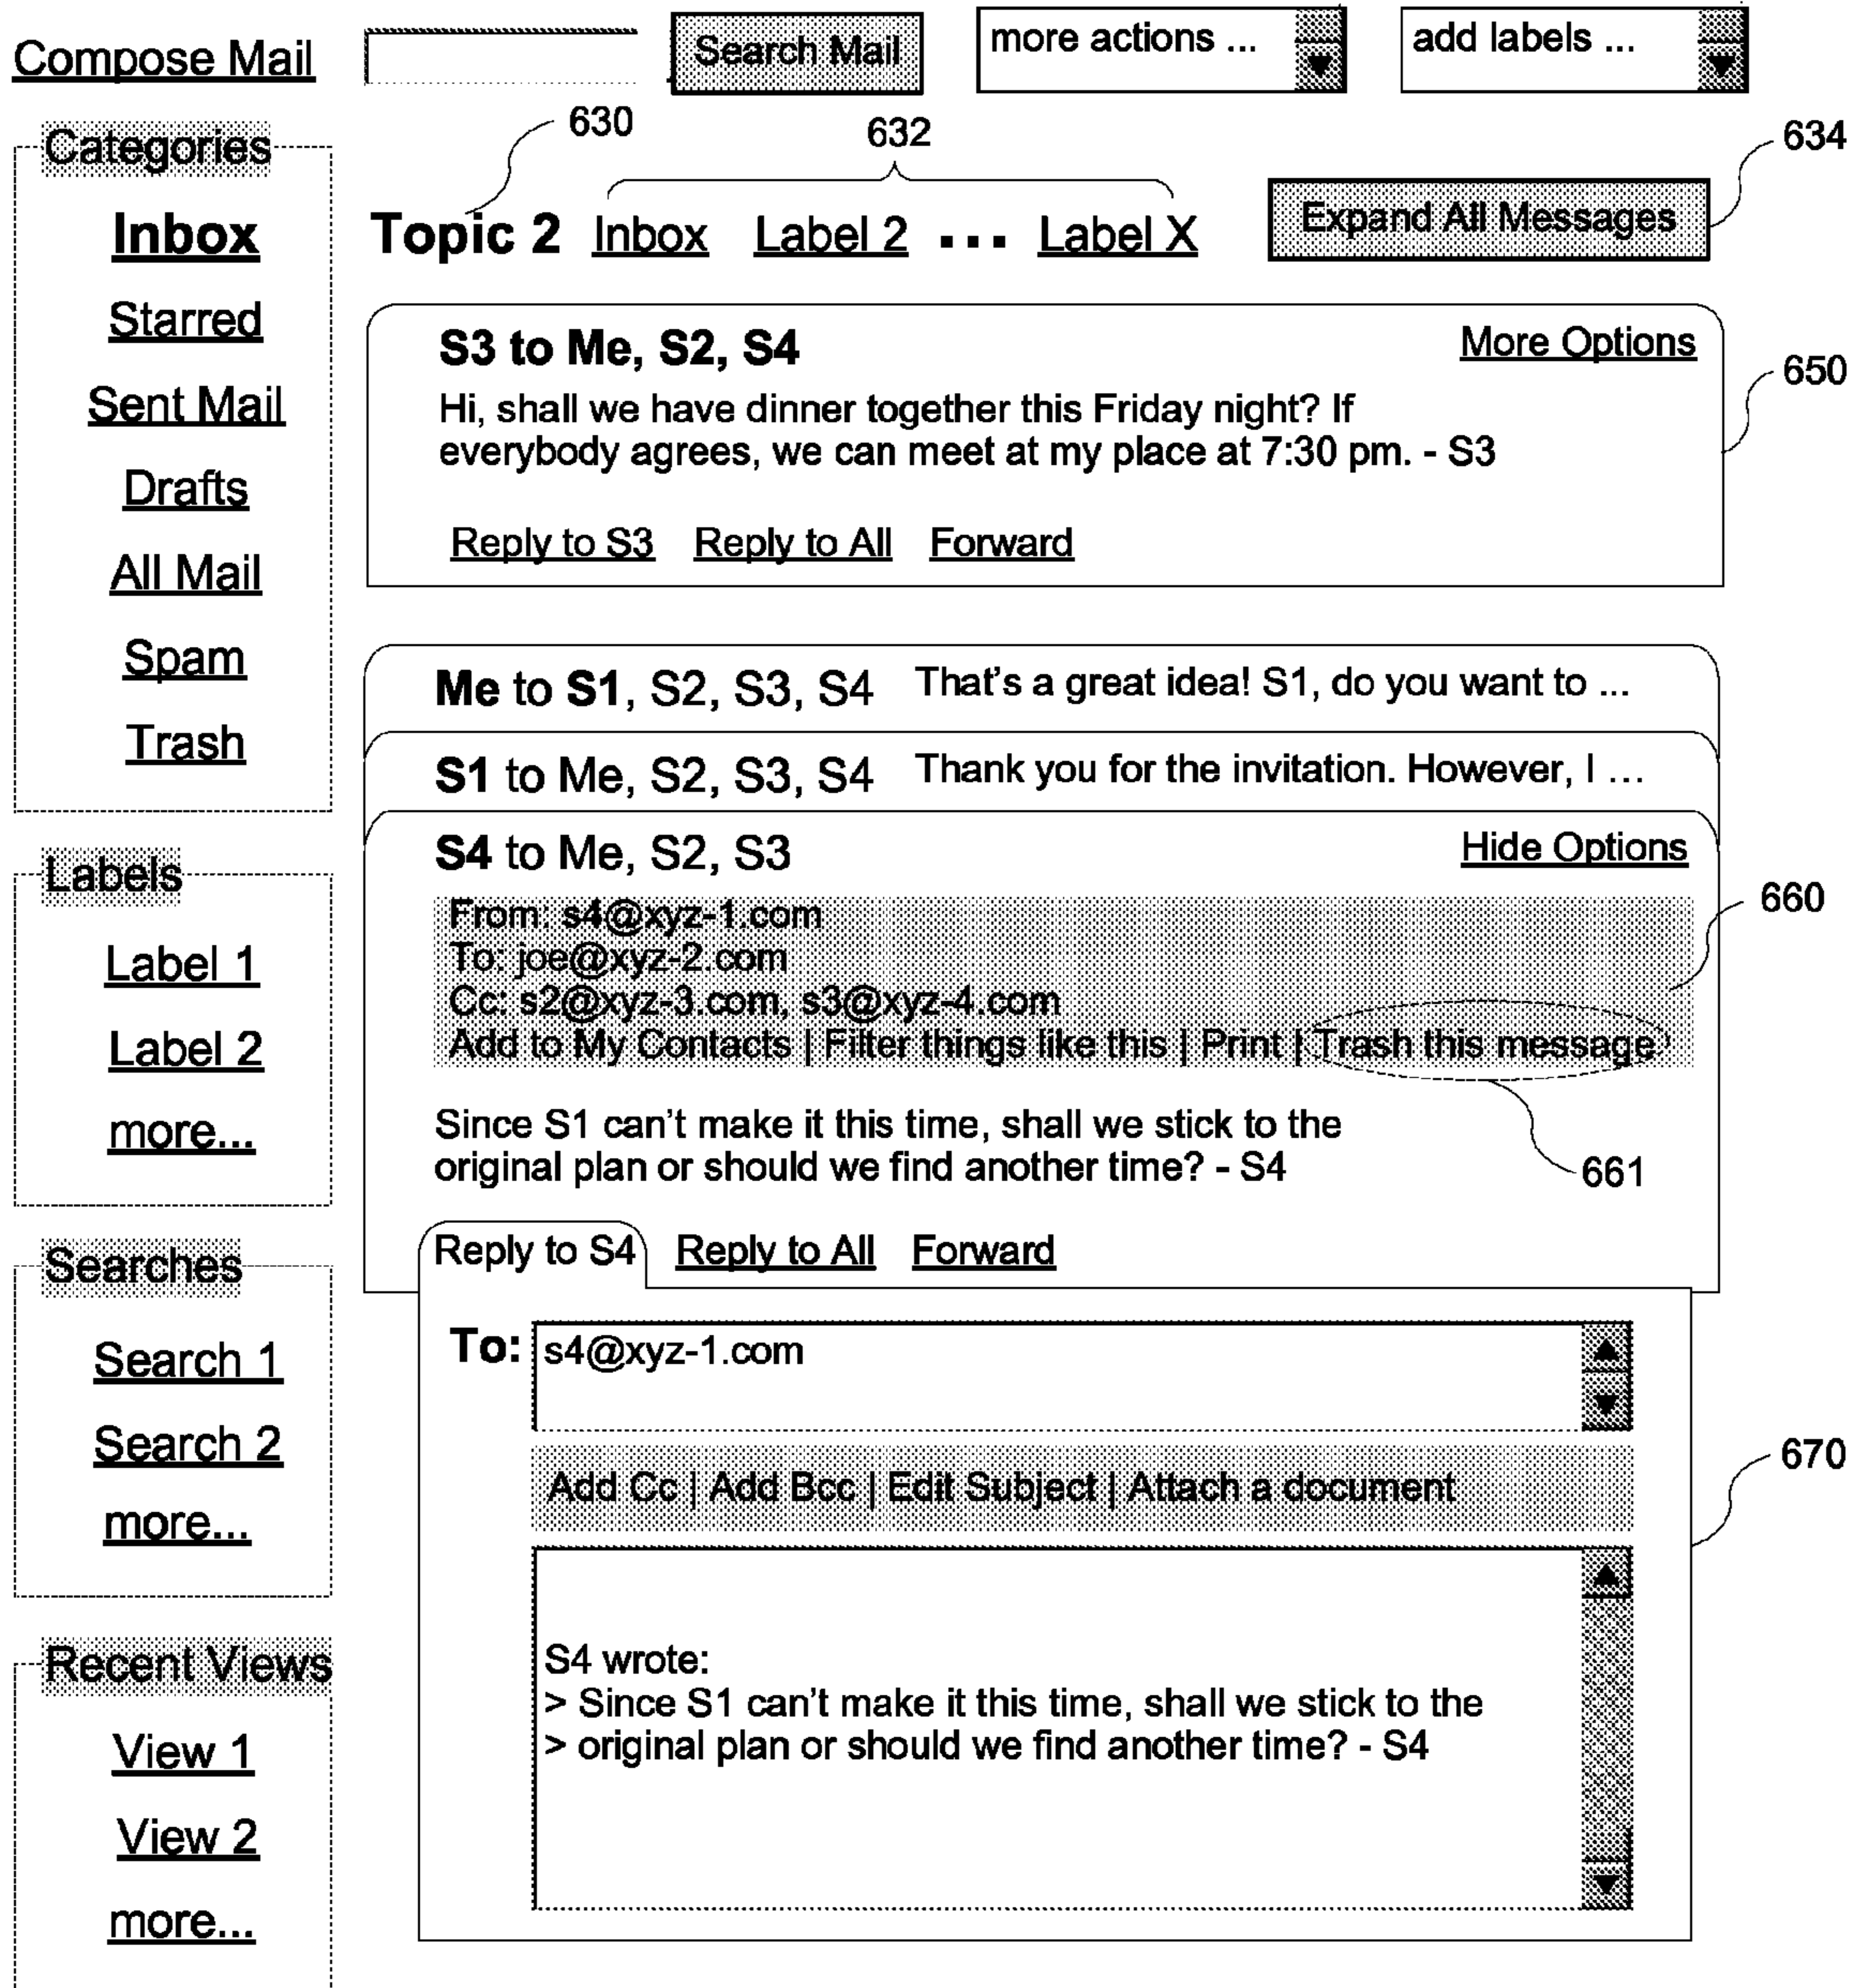 Compose Mail
Search Mail
more actions ...
add labels ...
630
632
634
Categories
Inbox
Starred
Sent Mail
Drafts
All Mail
Spam
Trash
Labels
Label 1
Label 2
more...
Searches
Search 1
Search 2
more...
Recent Views
View 1
View 2
more...
Topic 2 Inbox Label 2 ... Label X
Expand All Messages
S3 to Me, S2, S4
More Options
650
Hi, shall we have dinner together this Friday night? If
everybody agrees, we can meet at my place at 7:30 pm. - S3
Reply to S3 Reply to All Forward
Me to S1, S2, S3, S4 That's a great idea! S1, do you want to ...
S1 to Me, S2, S3, S4 Thank you for the invitation. However, I ...
S4 to Me, S2, S3
Hide Options
660
From: s4@xyz-1.com
To: joe@xyz-2.com
Cc: s2@xyz-3.com, s3@xyz-4.com
Add to My Contacts | Filter things like this | Print | Trash this message
661
Since S1 can't make it this time, shall we stick to the
original plan or should we find another time? - S4
Reply to S4 Reply to All Forward
To: s4@xyz-1.com
670
Add Cc | Add Bcc | Edit Subject | Attach a document
S4 wrote:
> Since S1 can't make it this time, shall we stick to the
> original plan or should we find another time? - S4